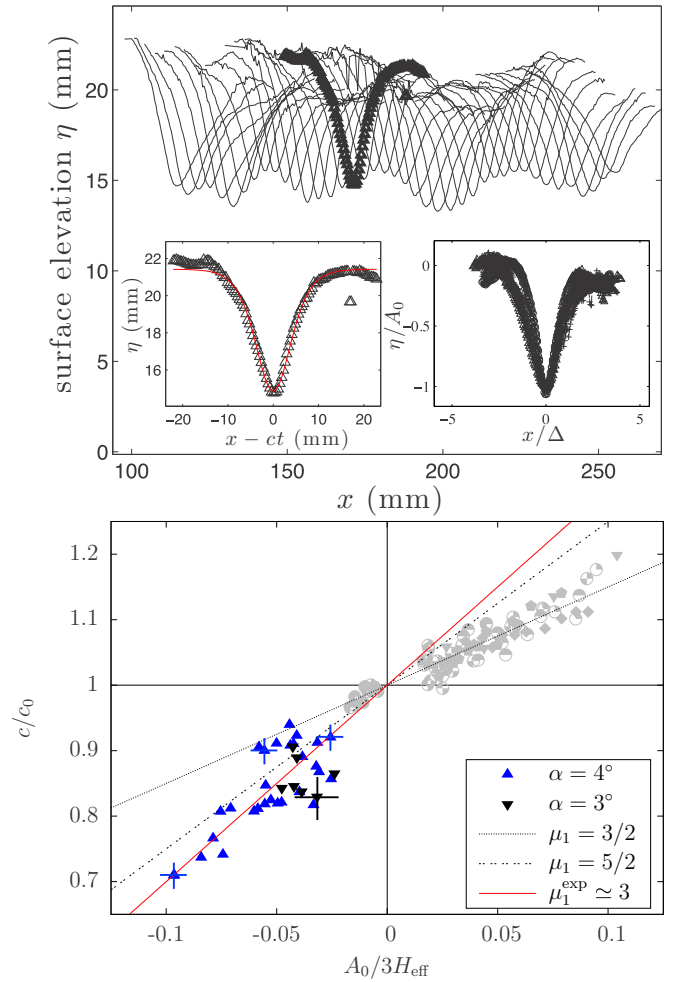 surface elevation η (mm)
20
15
10
5
0
22
21
20
18
16
η (mm)
−20
−10
0
10
20
x − ct (mm)
0
−0.5
−1
η/A₀
−5
0
5
x/Δ
100
150
200
250
x (mm)
1.2
1.1
1
0.9
0.8
0.7
c/c₀
α = 4°
α = 3°
μ₁ = 3/2
μ₁ = 5/2
μ₁ᵉˣᵖ ≃ 3
-0.1
-0.05
0
0.05
0.1
A₀/3H_eff